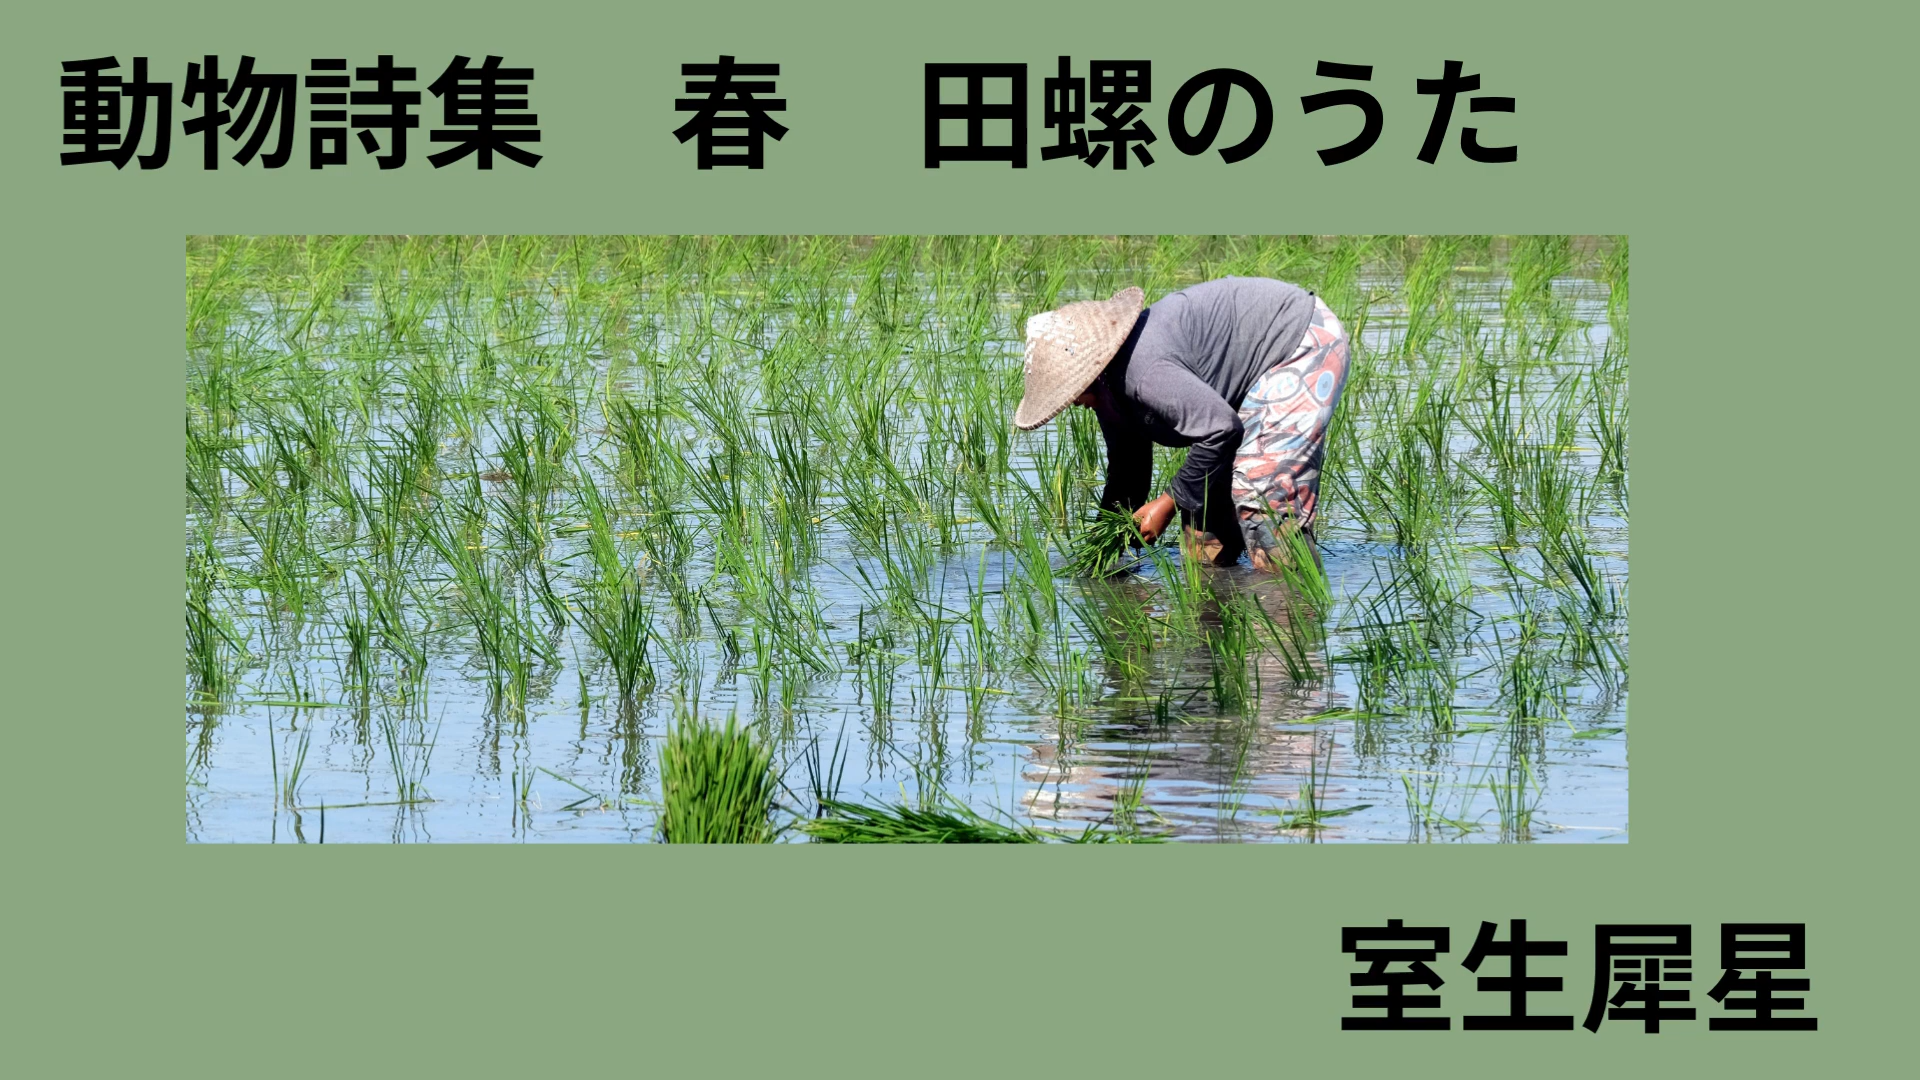 動物詩集　春　田螺のうた
室生犀星